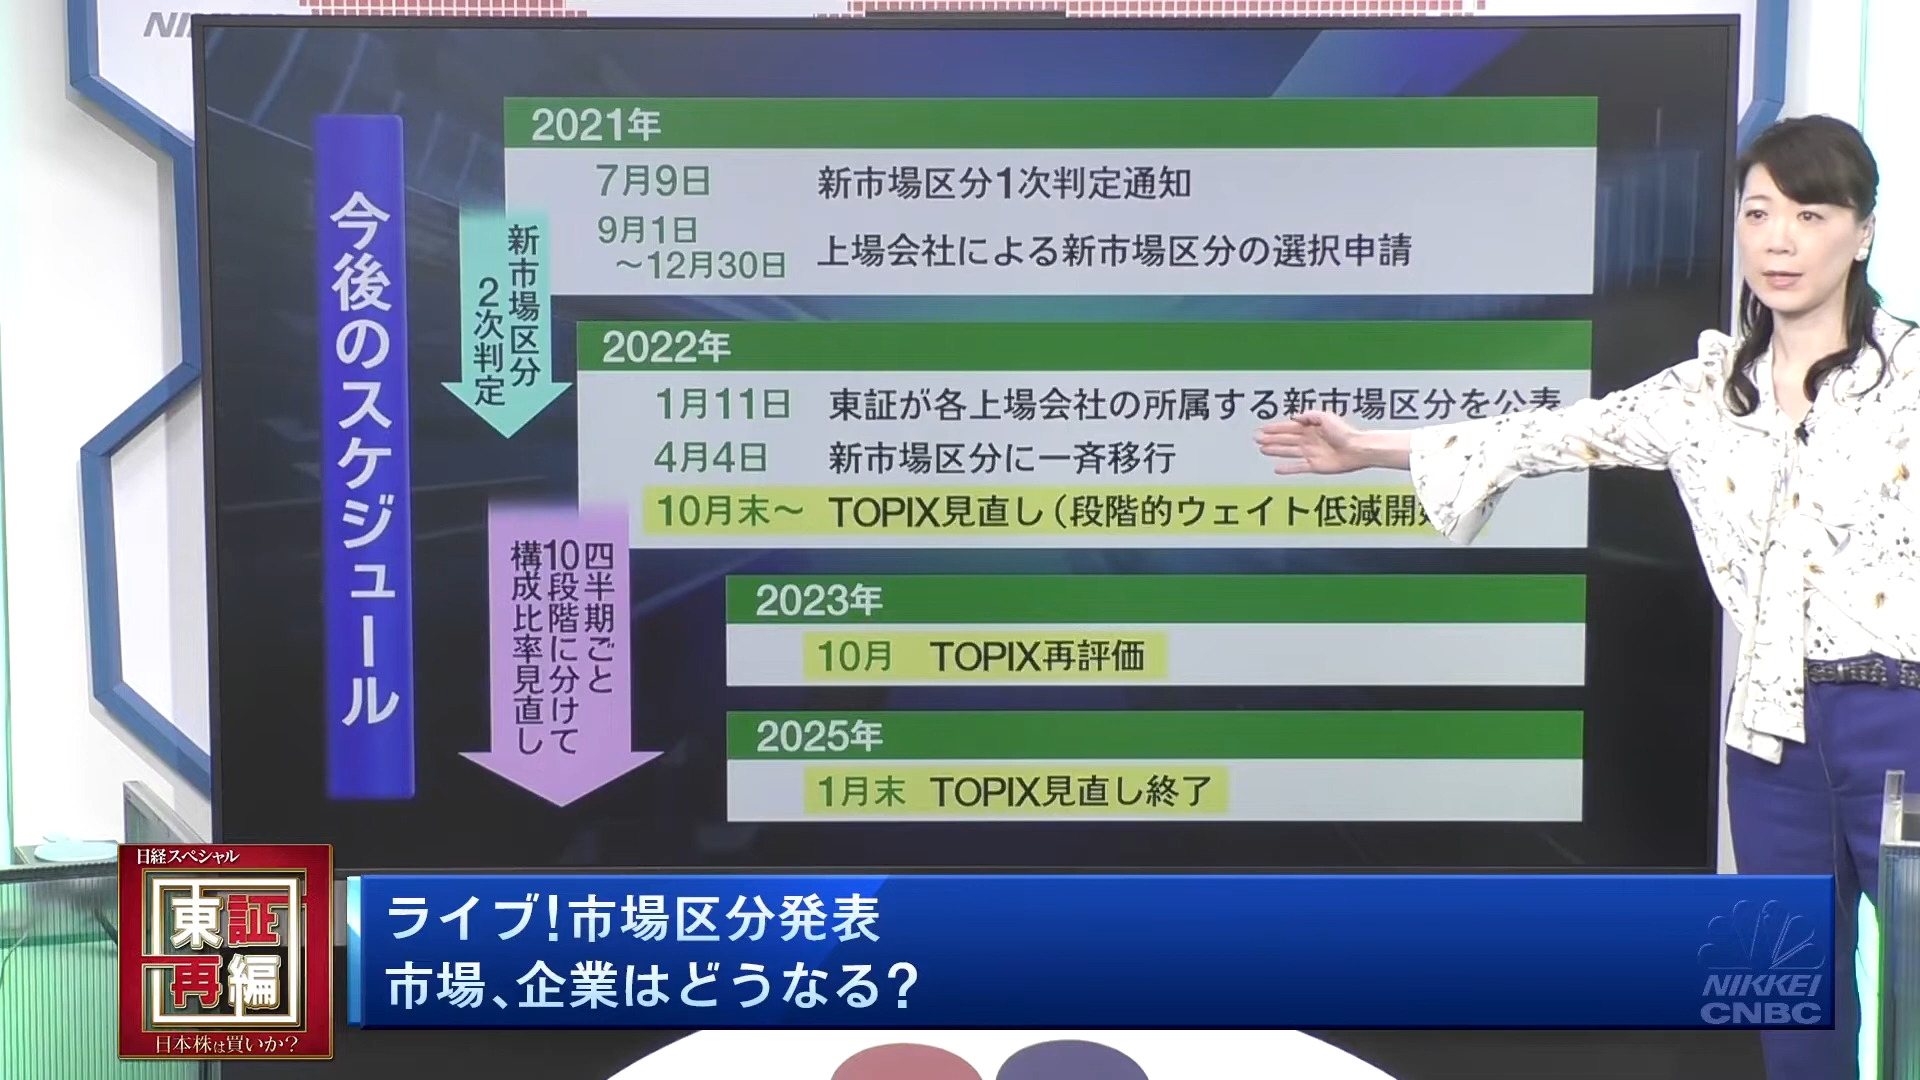 今後のスケジュール
2021年
7月9日 新市場区分1次判定通知
9月1日
～12月30日 上場会社による新市場区分の選択申請
新市場区分
2次判定
2022年
1月11日 東証が各上場会社の所属する新市場区分を公表
4月4日 新市場区分に一斉移行
10月末～ TOPIX見直し（段階的ウェイト低減開
四半期ごと
10段階に分けて
構成比率見直し
2023年
10月 TOPIX再評価
2025年
1月末 TOPIX見直し終了
日経スペシャル
東証
再編
日本株は買いか?
ライブ!市場区分発表
市場、企業はどうなる?
NIKKEI
CNBC